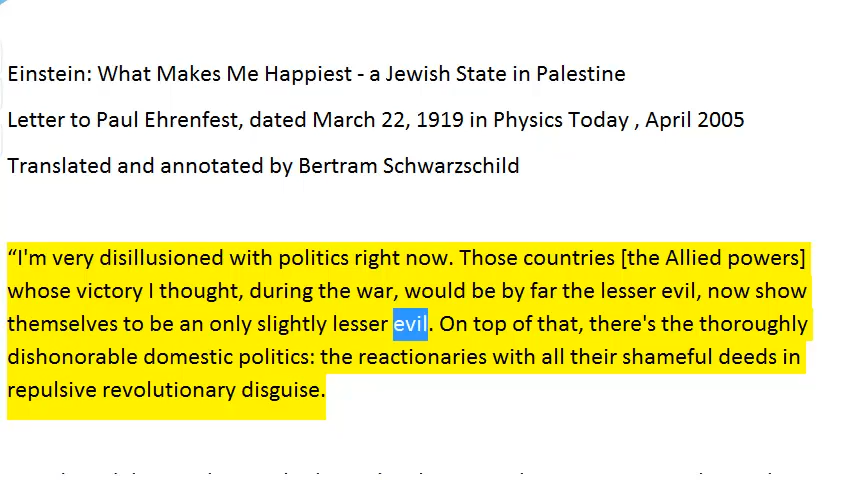 Einstein: What Makes Me Happiest - a Jewish State in Palestine
Letter to Paul Ehrenfest, dated March 22, 1919 in Physics Today , April 2005
Translated and annotated by Bertram Schwarzschild
“I'm very disillusioned with politics right now. Those countries [the Allied powers]
whose victory I thought, during the war, would be by far the lesser evil, now show
themselves to be an only slightly lesser evil. On top of that, there's the thoroughly
dishonorable domestic politics: the reactionaries with all their shameful deeds in
repulsive revolutionary disguise.